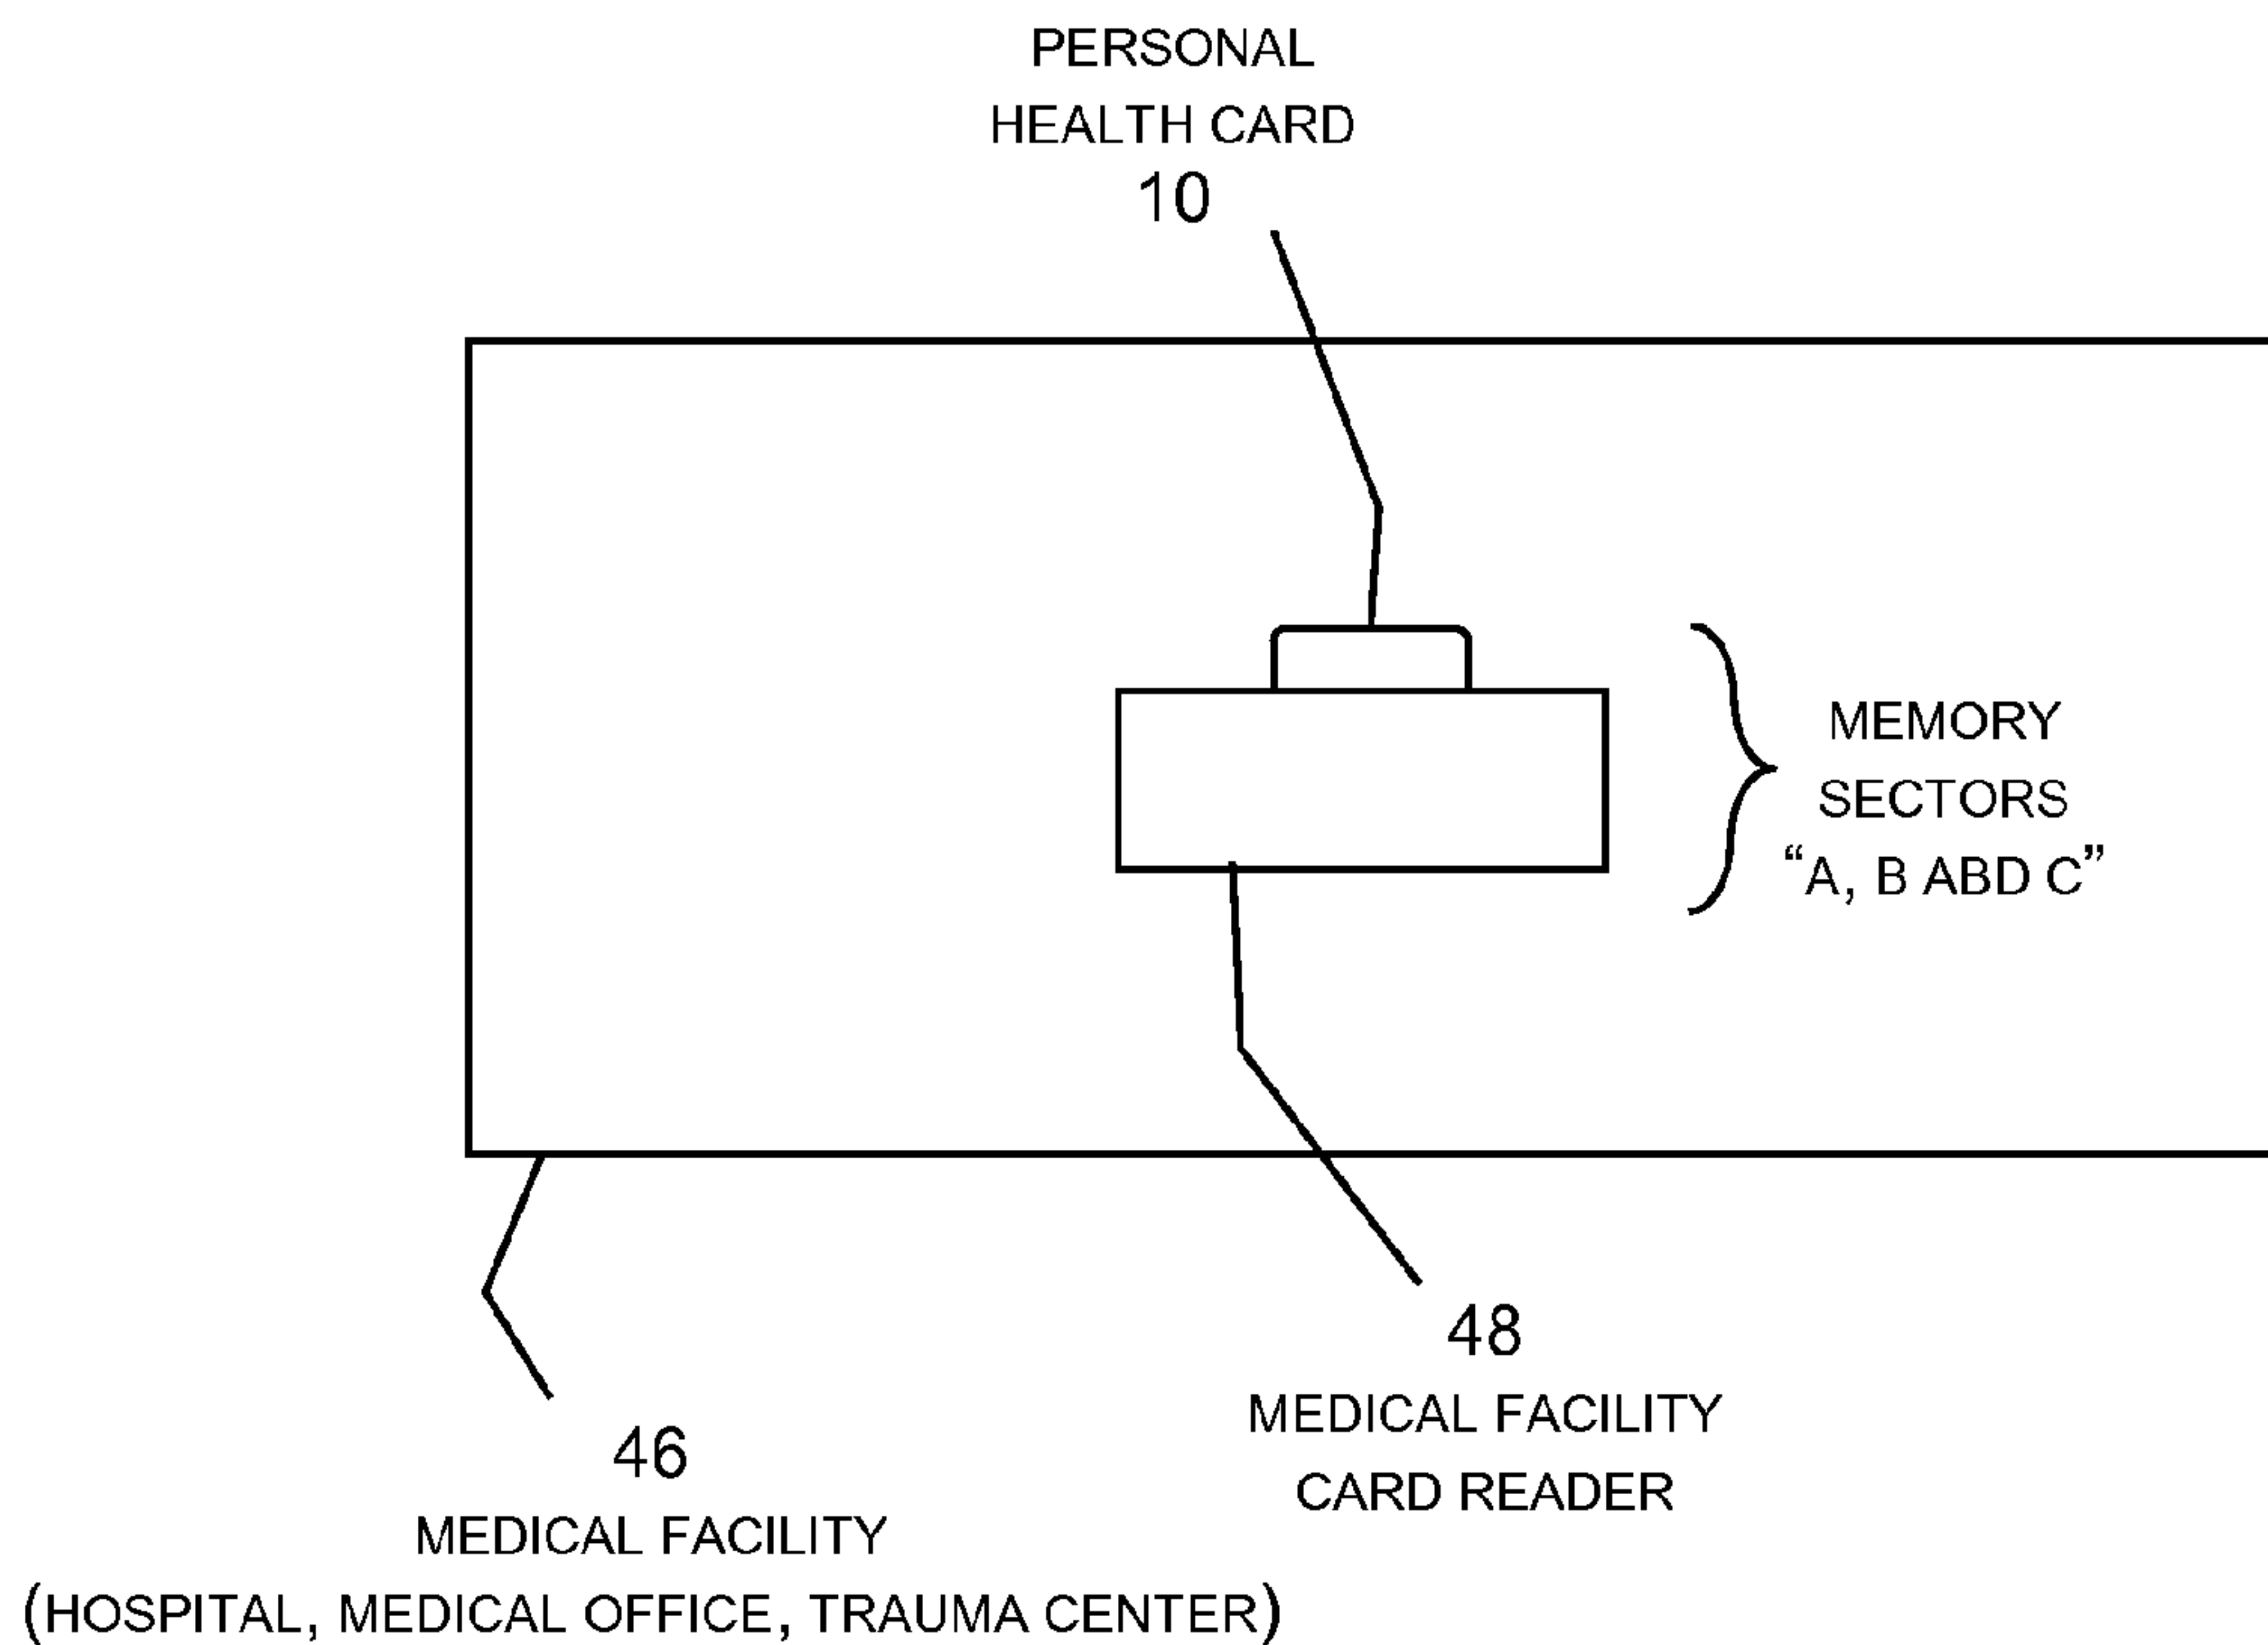 PERSONAL
HEALTH CARD
10
MEMORY
SECTORS
“A, B ABD C”
48
MEDICAL FACILITY
CARD READER
46
MEDICAL FACILITY
(HOSPITAL, MEDICAL OFFICE, TRAUMA CENTER)